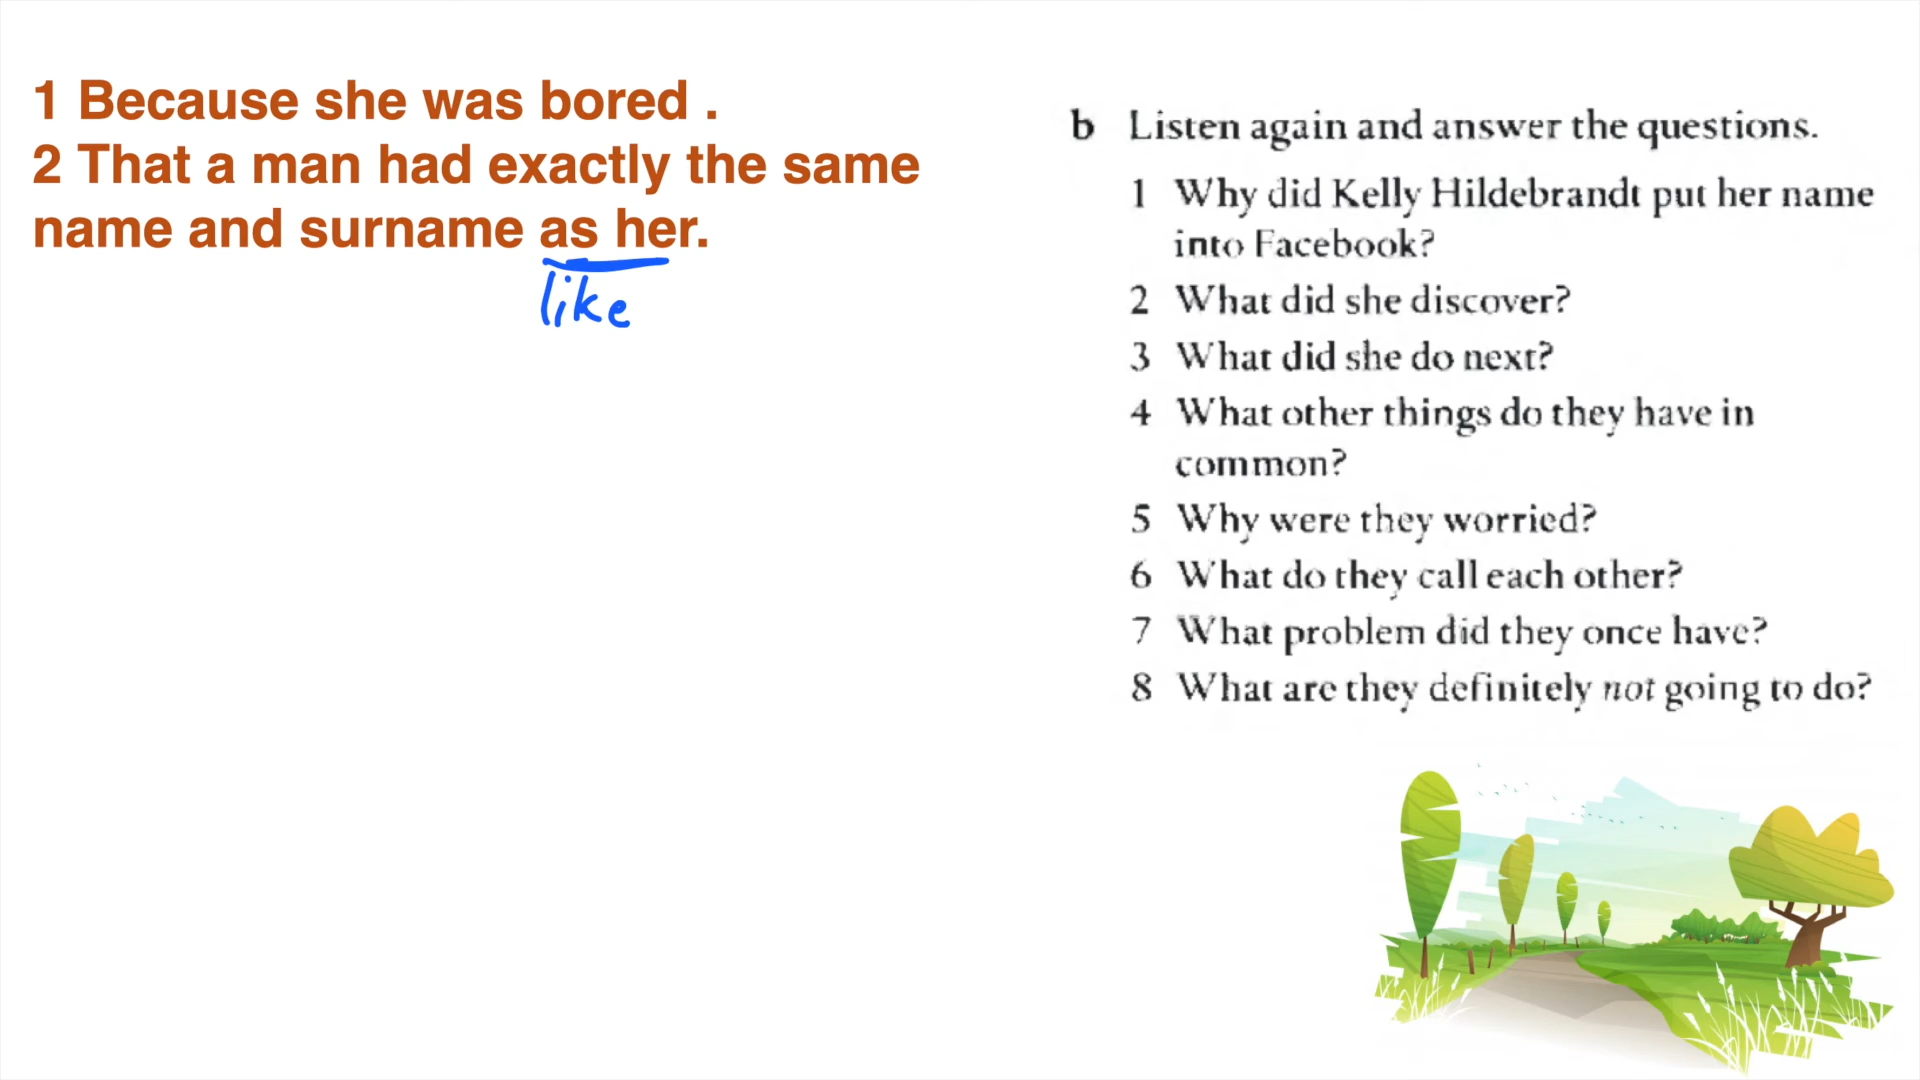 1 Because she was bored .
2 That a man had exactly the same
name and surname as her.
like
b Listen again and answer the questions.
1 Why did Kelly Hildebrandt put her name
into Facebook?
2 What did she discover?
3 What did she do next?
4 What other things do they have in
common?
5 Why were they worried?
6 What do they call each other?
7 What problem did they once have?
8 What are they definitely not going to do?